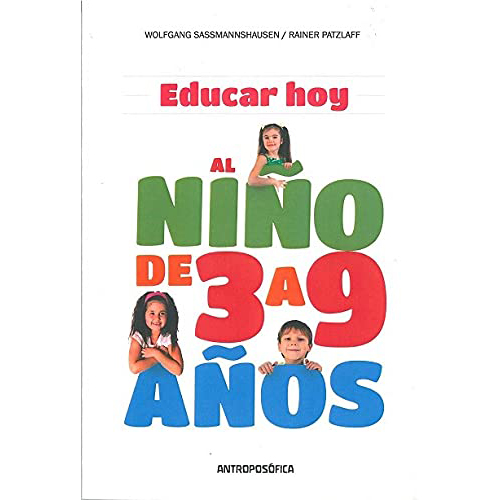 WOLFGANG SASSMANNSHAUSEN / RAINER PATZLAFF
Educar hoy
AL
NIÑO
DE 3 A 9
AÑOS
ANTROPOSÓFICA